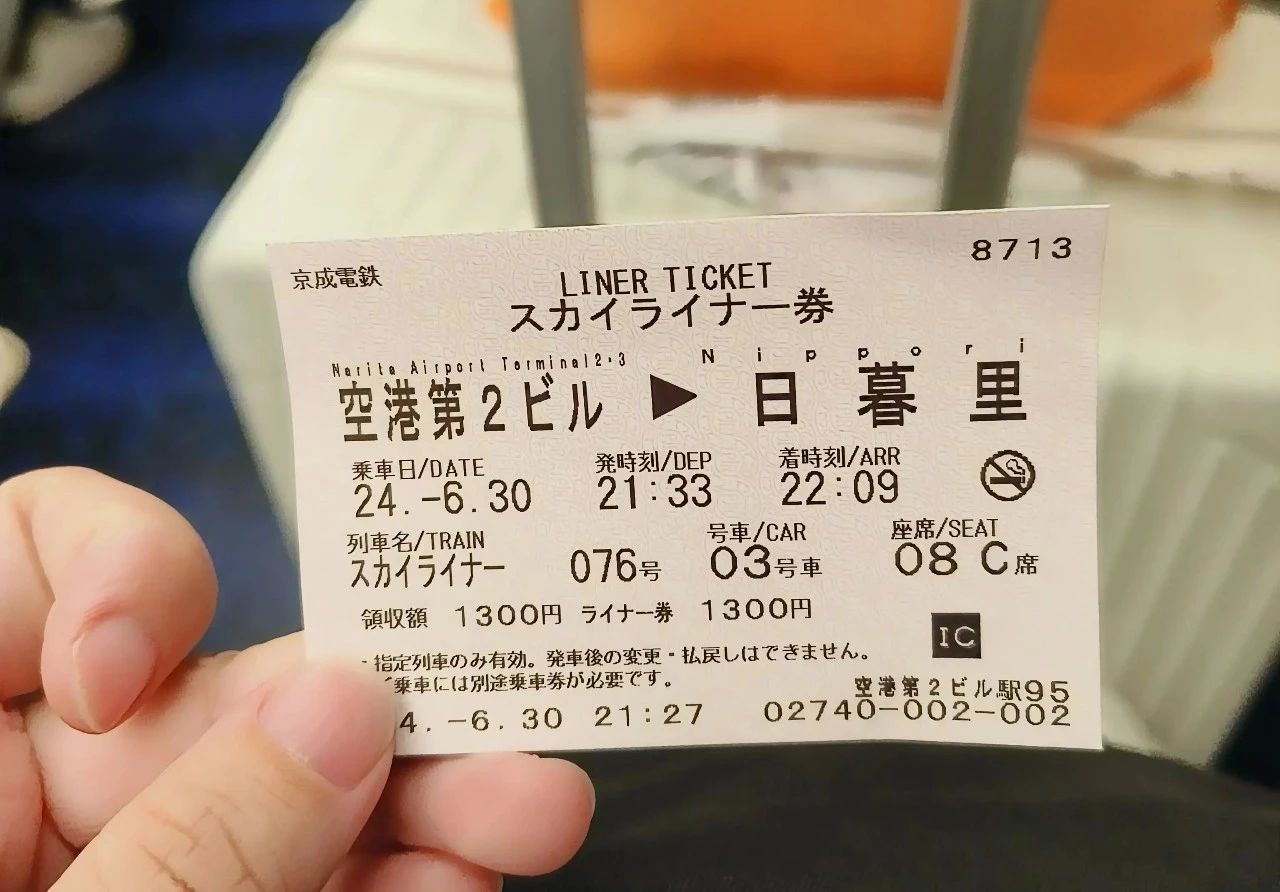 京成電鉄
8713
LINER TICKET
スカイライナー券
Narita Airport Terminal2・3 Nippori
空港第2ビル ▶ 日暮里
乗車日/DATE 発時刻/DEP 着時刻/ARR
24.-6.30 21:33 22:09
列車名/TRAIN 号車/CAR 座席/SEAT
スカイライナー 076号 03号車 08 C席
領収額 1300円 ライナー券 1300円
IC
・指定列車のみ有効。発車後の変更・払戻しはできません。
乗車には別途乗車券が必要です。
空港第2ビル駅95
4.-6.30 21:27 02740-002-002